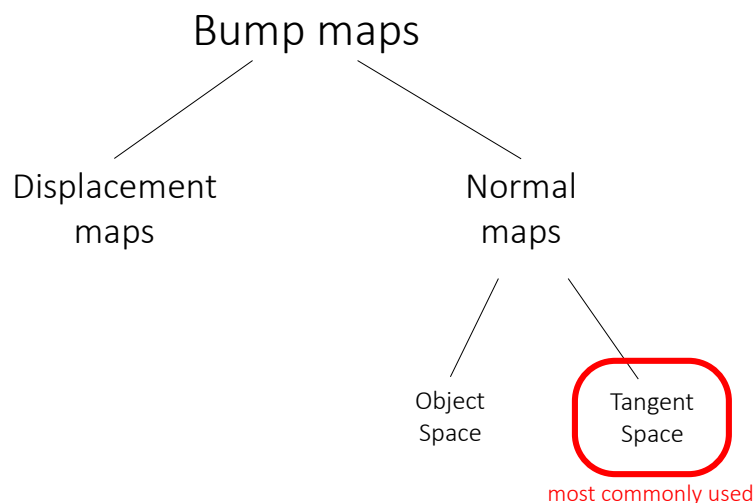 Bump maps
Displacement
maps
Normal
maps
Object
Space
Tangent
Space
most commonly used